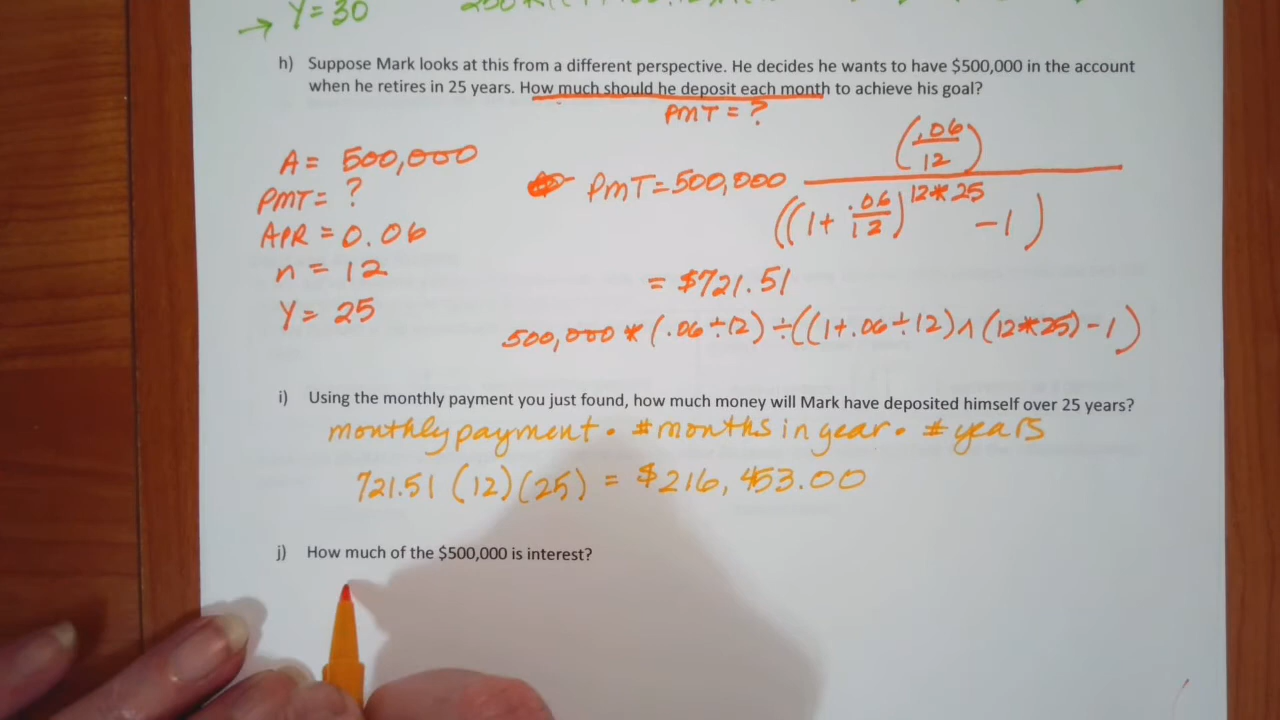 → Y = 30
h) Suppose Mark looks at this from a different perspective. He decides he wants to have $500,000 in the account
when he retires in 25 years. How much should he deposit each month to achieve his goal?
PMT = ?
A = 500,000
PMT = ?
APR = 0.06
n = 12
Y = 25
PMT = 500,000 (.06/12) / ((1 + .06/12)^12*25 - 1)
= $721.51
500,000 * (.06 ÷ 12) ÷ ((1 + .06 ÷ 12) ^ (12*25) - 1)
i) Using the monthly payment you just found, how much money will Mark have deposited himself over 25 years?
monthly payment • # months in year • # years
721.51 (12) (25) = $216,453.00
j) How much of the $500,000 is interest?